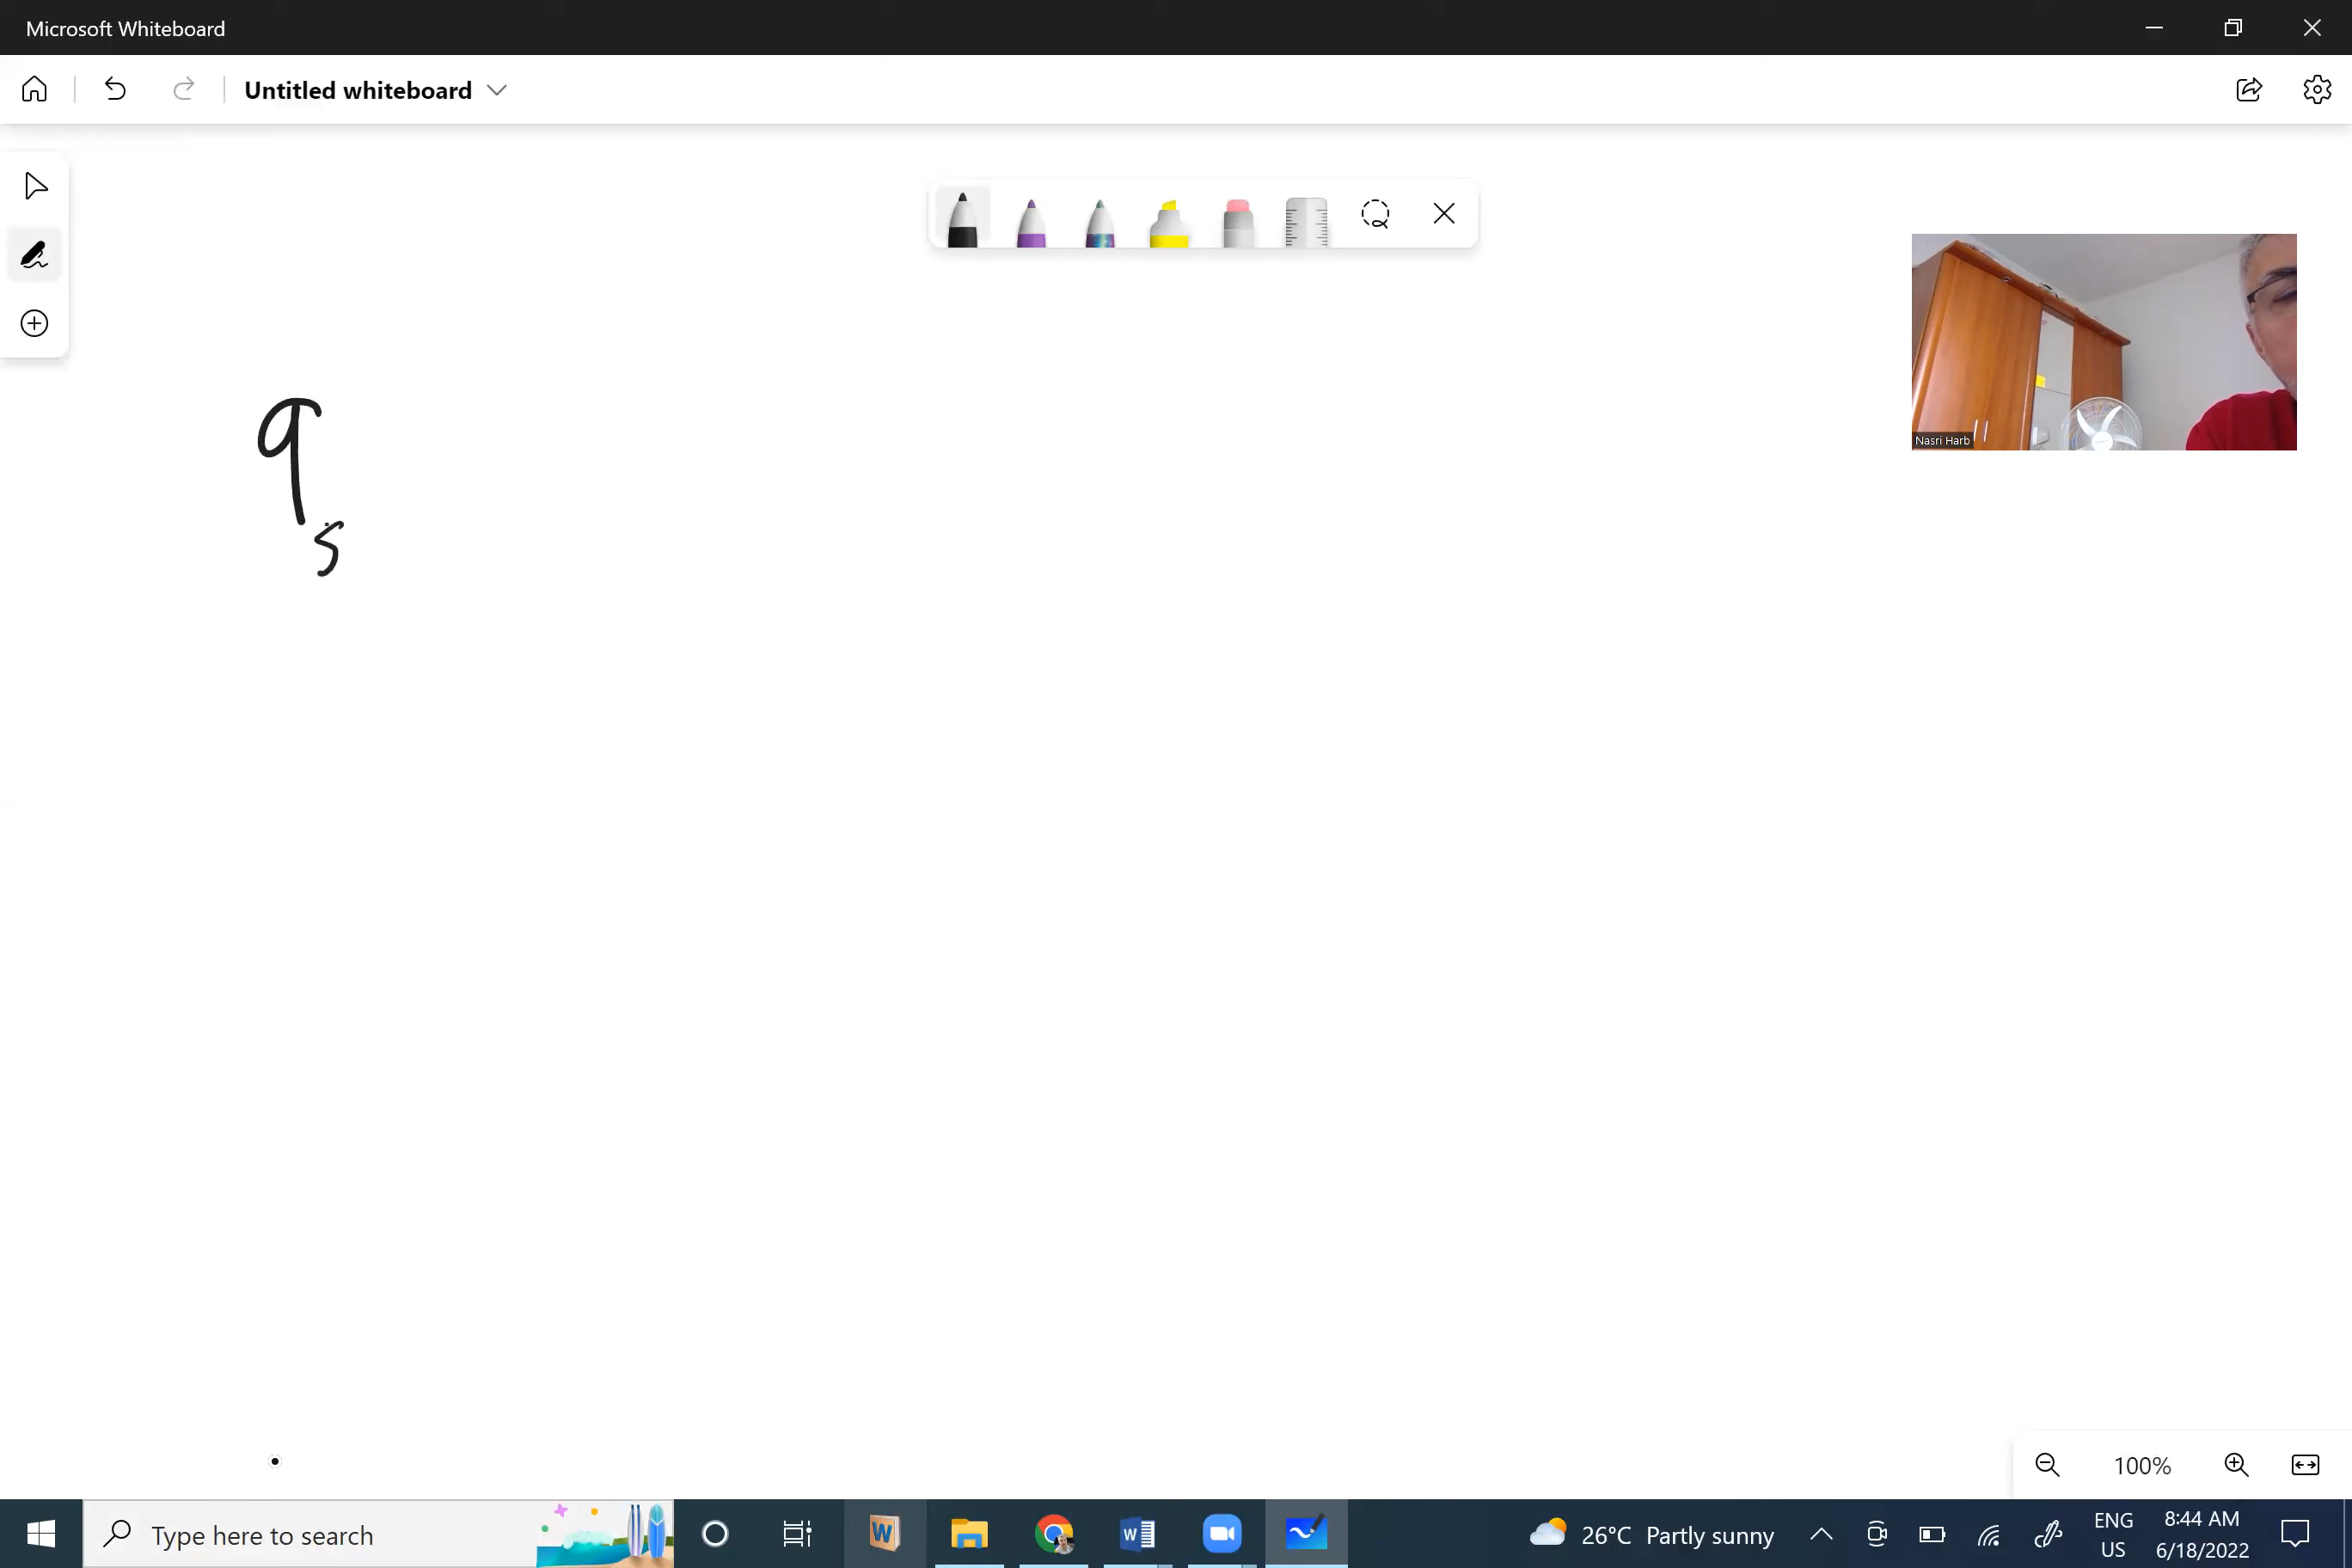 Microsoft Whiteboard
Untitled whiteboard
Nasri Harb
q
s
100%
Type here to search
26°C Partly sunny
ENG
US
8:44 AM
6/18/2022